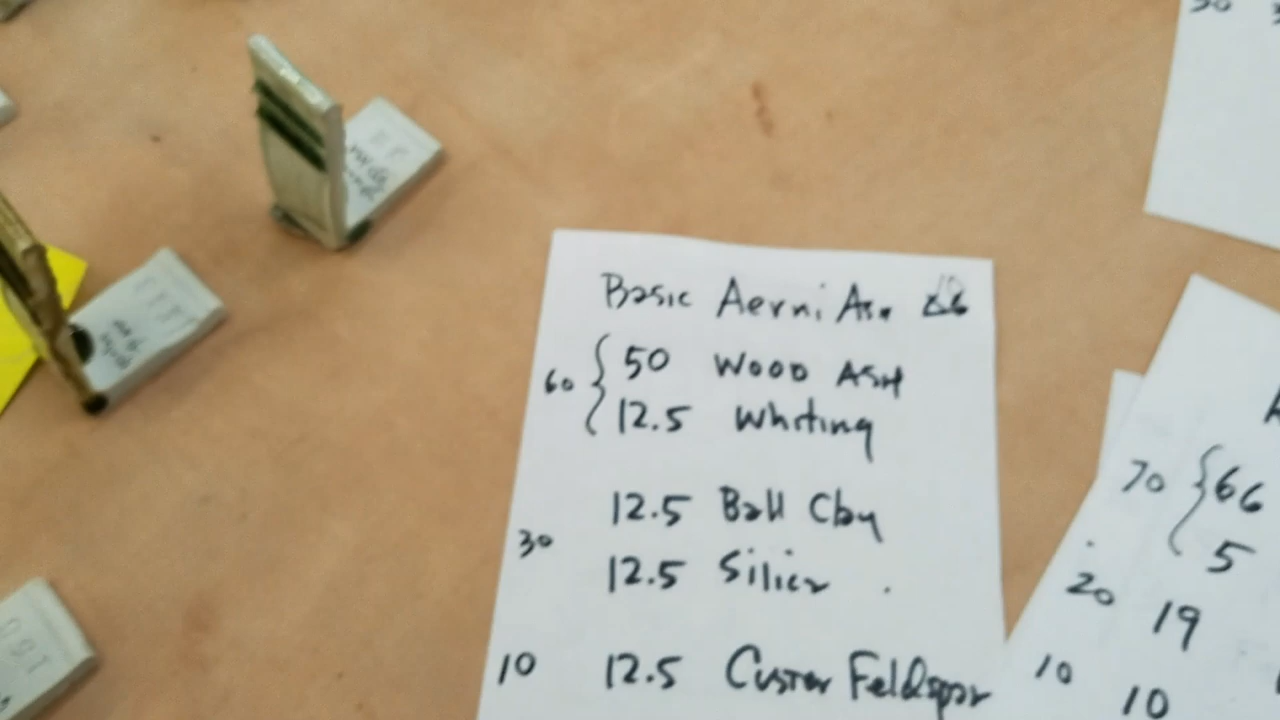 Basic Aerni Ash Δ6
60 { 50 Wood Ash
12.5 Whiting
12.5 Ball Clay
30
12.5 Silica
10 12.5 Custer Feldspar
70 { 66
5
20 19
10 10